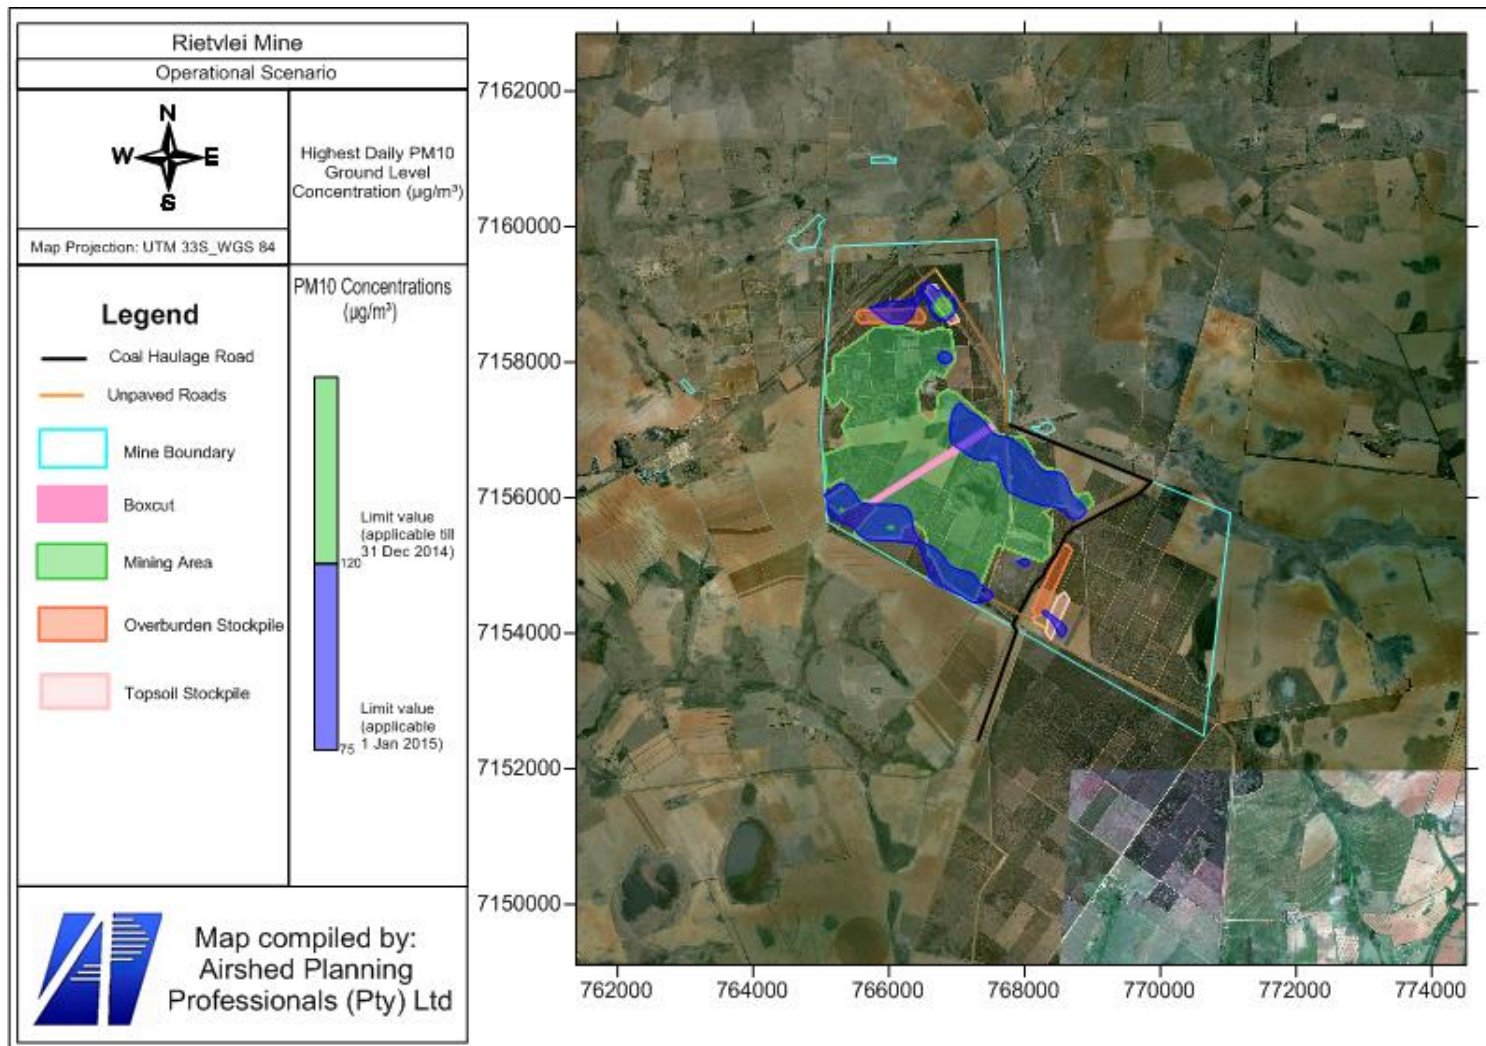 Rietvlei Mine
Operational Scenario
N
W E
S
Map Projection: UTM 33S_WGS 84
Highest Daily PM10
Ground Level
Concentration (µg/m³)
Legend
Coal Haulage Road
Unpaved Roads
Mine Boundary
Boxcut
Mining Area
Overburden Stockpile
Topsoil Stockpile
PM10 Concentrations
(µg/m³)
Limit value
(applicable till
31 Dec 2014)
120
Limit value
(applicable
1 Jan 2015)
75
Map compiled by:
Airshed Planning
Professionals (Pty) Ltd
7162000
7160000
7158000
7156000
7154000
7152000
7150000
762000 764000 766000 768000 770000 772000 774000